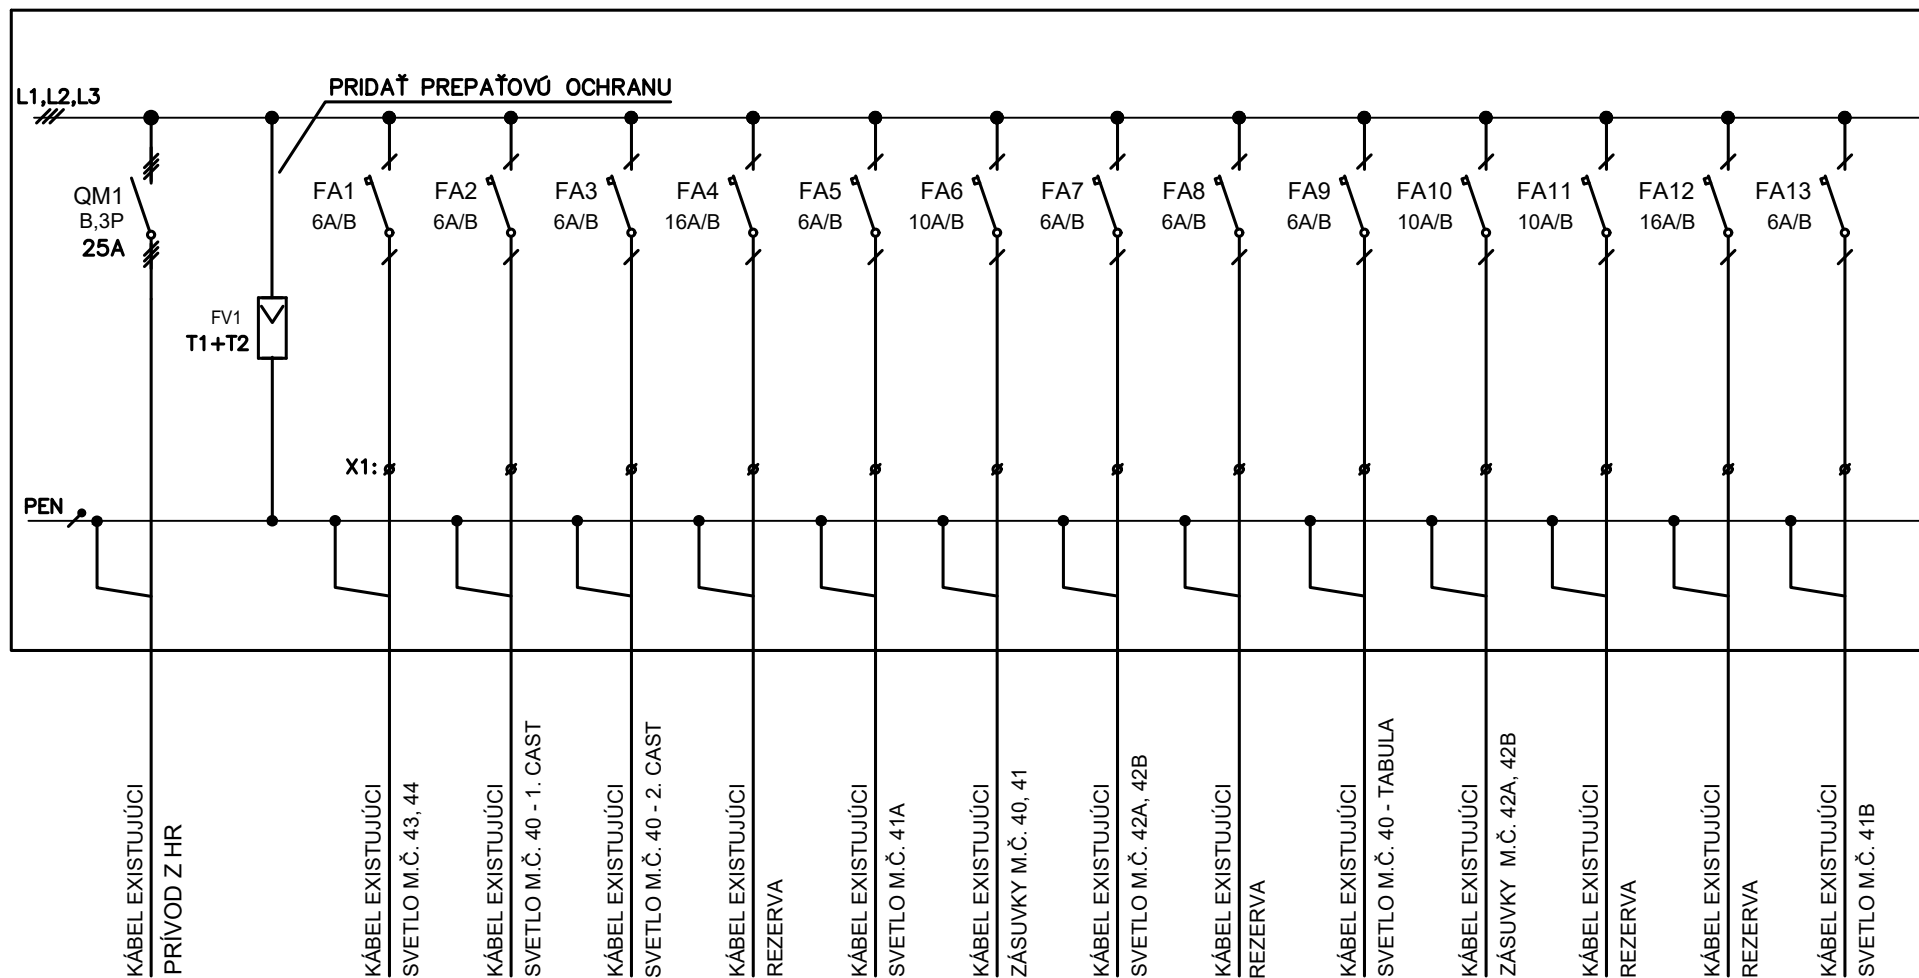 PRIDAŤ PREPAŤOVÚ OCHRANU
L1,L2,L3
QM1
B,3P
25A
FV1
T1+T2
FA1
6A/B
FA2
6A/B
FA3
6A/B
FA4
16A/B
FA5
6A/B
FA6
10A/B
FA7
6A/B
FA8
6A/B
FA9
6A/B
FA10
10A/B
FA11
10A/B
FA12
16A/B
FA13
6A/B
X1:
PEN
KÁBEL EXISTUJÚCI
PRÍVOD Z HR
KÁBEL EXISTUJÚCI
SVETLO M.Č. 43, 44
KÁBEL EXISTUJÚCI
SVETLO M.Č. 40 - 1. CAST
KÁBEL EXISTUJÚCI
SVETLO M.Č. 40 - 2. CAST
KÁBEL EXISTUJÚCI
REZERVA
KÁBEL EXISTUJÚCI
SVETLO M.Č. 41A
KÁBEL EXISTUJÚCI
ZÁSUVKY M.Č. 40, 41
KÁBEL EXISTUJÚCI
SVETLO M.Č. 42A, 42B
KÁBEL EXISTUJÚCI
REZERVA
KÁBEL EXISTUJÚCI
SVETLO M.Č. 40 - TABULA
KÁBEL EXISTUJÚCI
ZÁSUVKY M.Č. 42A, 42B
KÁBEL EXISTUJÚCI
REZERVA
KÁBEL EXISTUJÚCI
REZERVA
KÁBEL EXISTUJÚCI
SVETLO M.Č. 41B